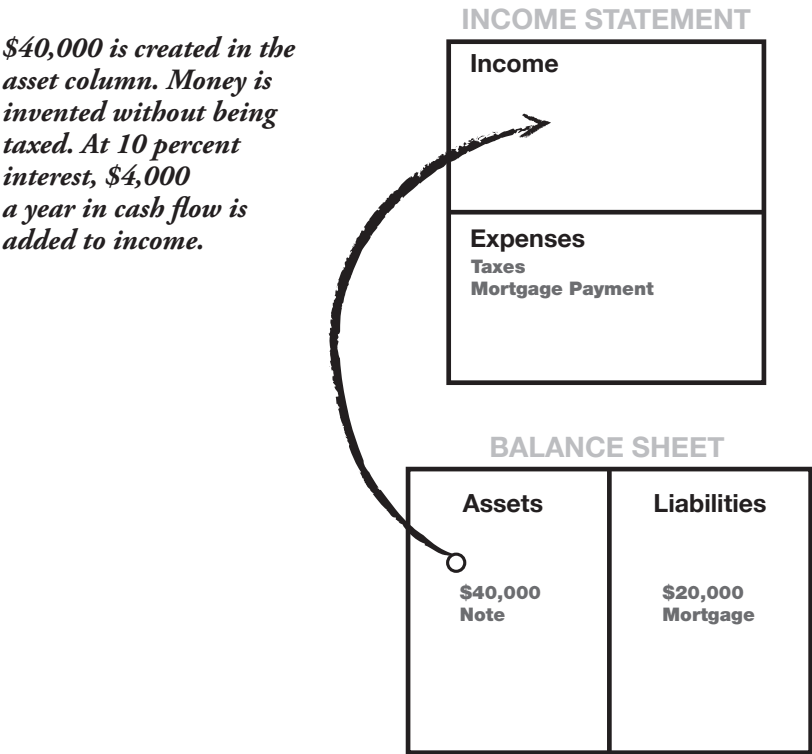 $40,000 is created in the
asset column. Money is
invented without being
taxed. At 10 percent
interest, $4,000
a year in cash flow is
added to income.
INCOME STATEMENT
Income
Expenses
Taxes
Mortgage Payment
BALANCE SHEET
Assets
$40,000
Note
Liabilities
$20,000
Mortgage